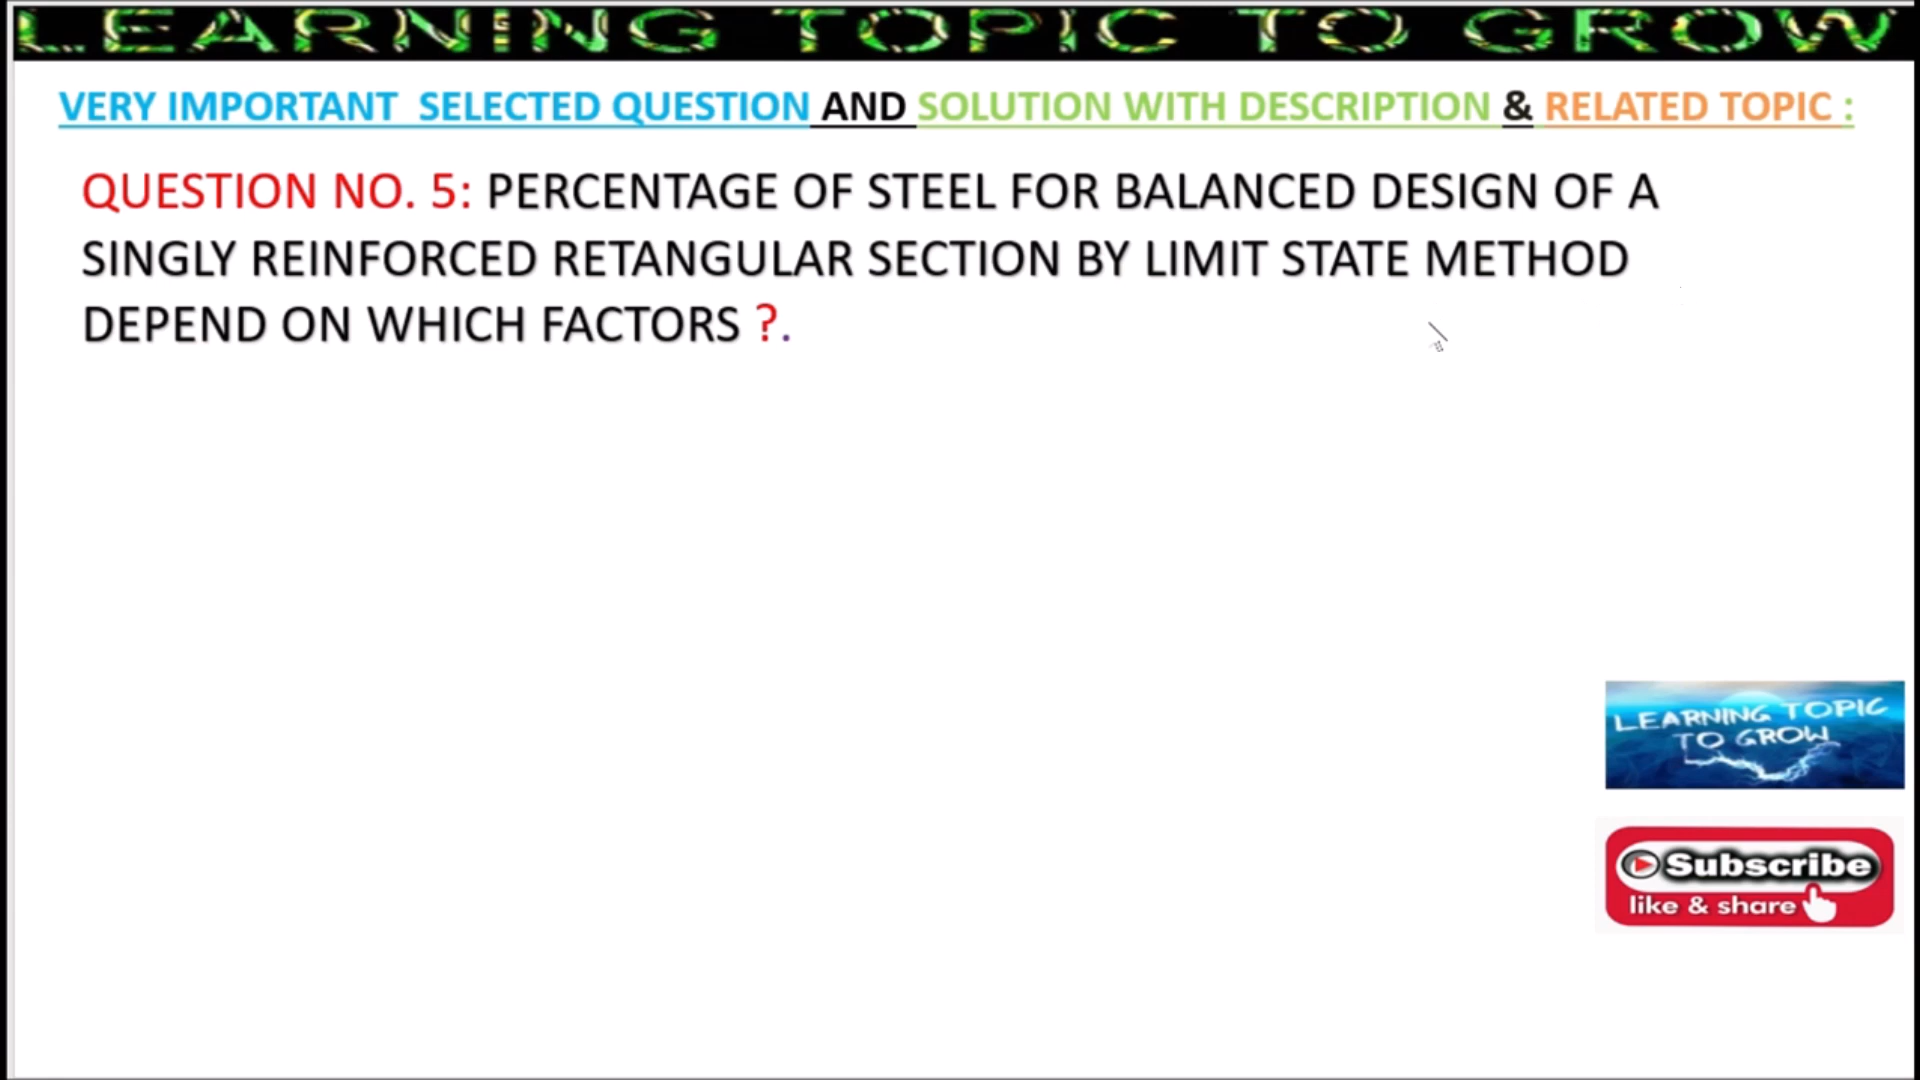 LEARNING TOPIC TO GROW
VERY IMPORTANT  SELECTED QUESTION AND SOLUTION WITH DESCRIPTION & RELATED TOPIC :
QUESTION NO. 5: PERCENTAGE OF STEEL FOR BALANCED DESIGN OF A
SINGLY REINFORCED RETANGULAR SECTION BY LIMIT STATE METHOD
DEPEND ON WHICH FACTORS ?.
LEARNING TOPIC
TO GROW
Subscribe
like & share